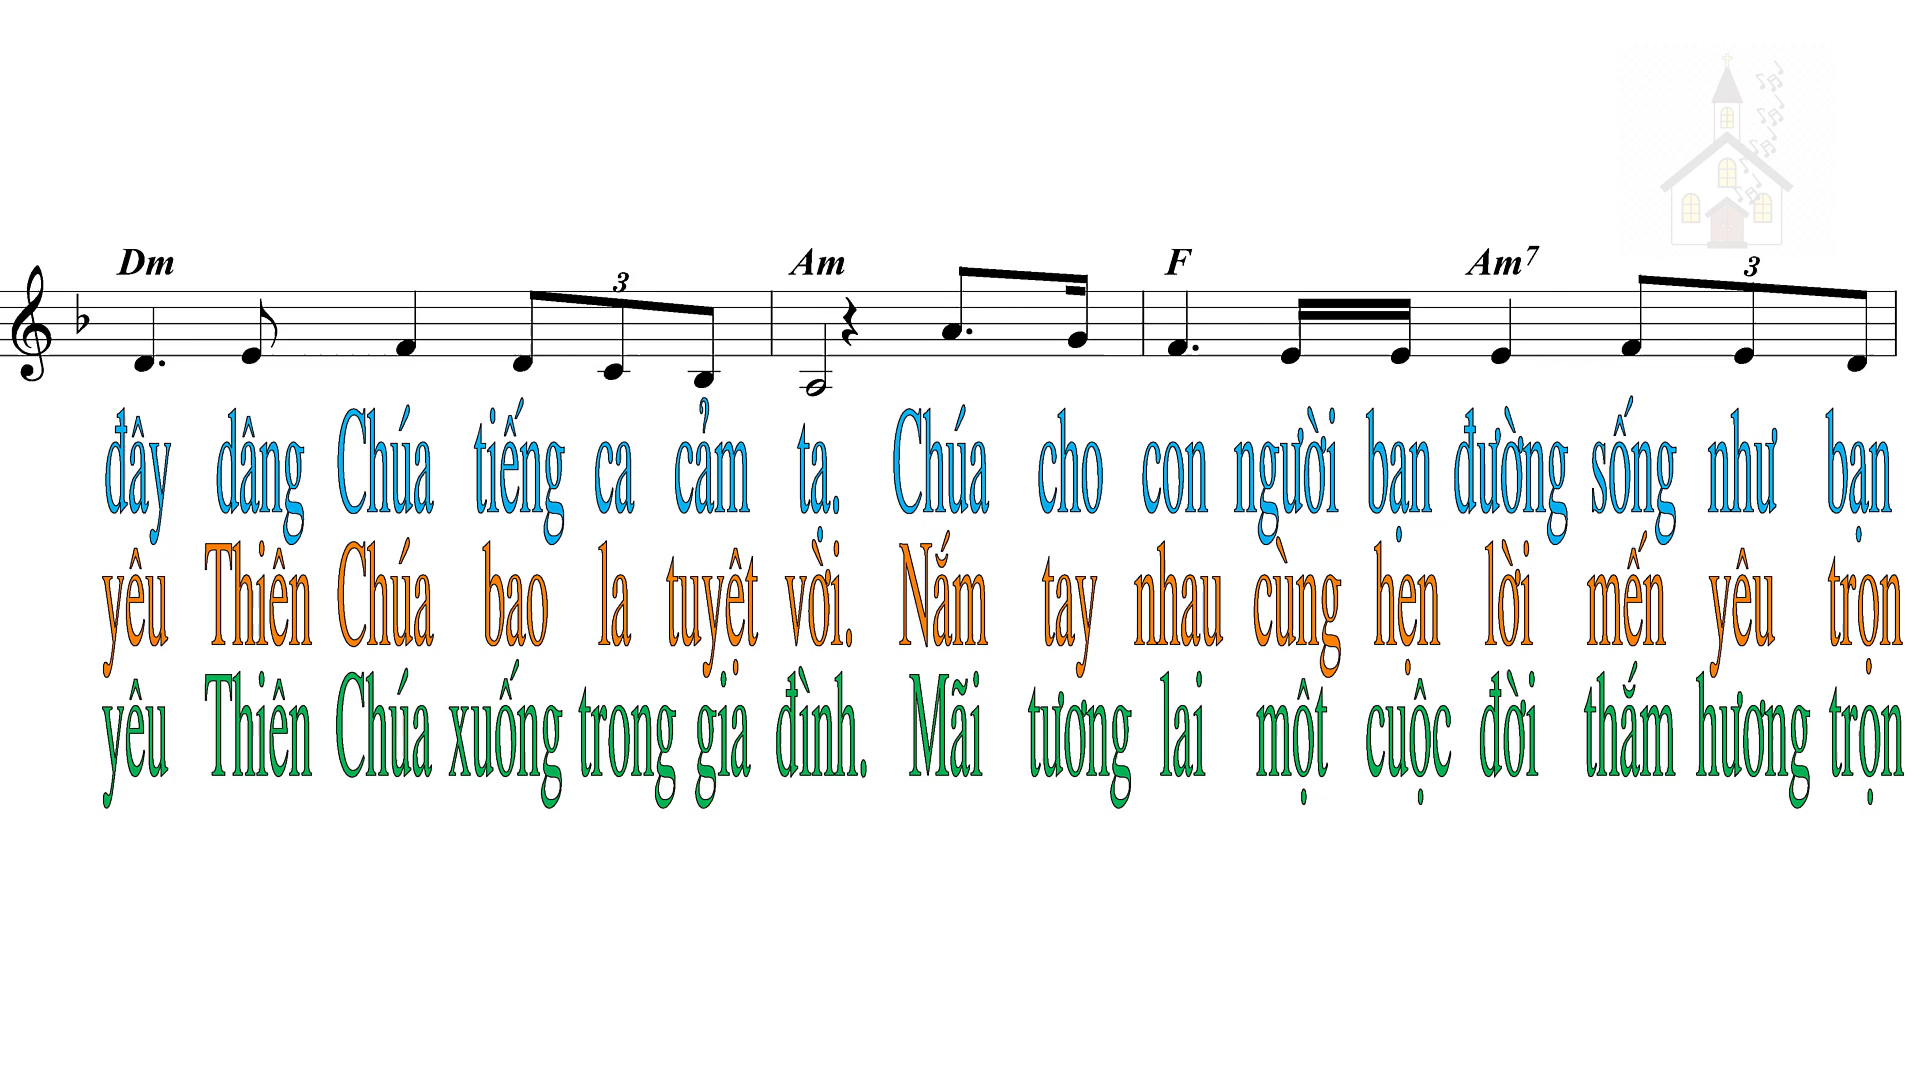 Dm Am F Am7
3 3
đây dâng Chúa tiếng ca cảm tạ. Chúa cho con người bạn đường sống như bạn
yêu Thiên Chúa bao la tuyệt vời. Nắm tay nhau cùng hẹn lời mến yêu trọn
yêu Thiên Chúa xuống trong gia đình. Mãi tương lai một cuộc đời thắm hương trọn